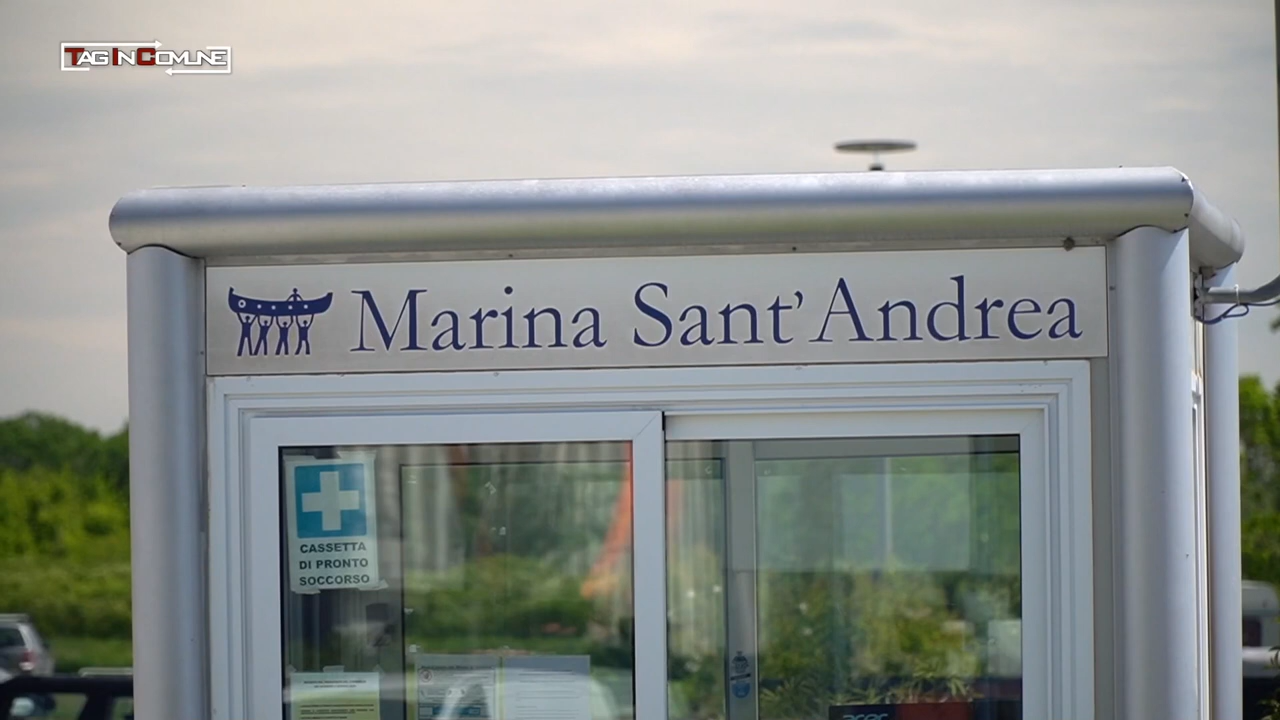 TAG IN COMUNE
Marina Sant'Andrea
CASSETTA
DI PRONTO
SOCCORSO